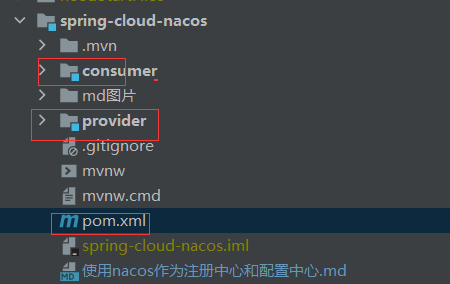 spring-cloud-nacos
.mvn
consumer
md图片
provider
.gitignore
mvnw
mvnw.cmd
pom.xml
spring-cloud-nacos.iml
使用nacos作为注册中心和配置中心.md